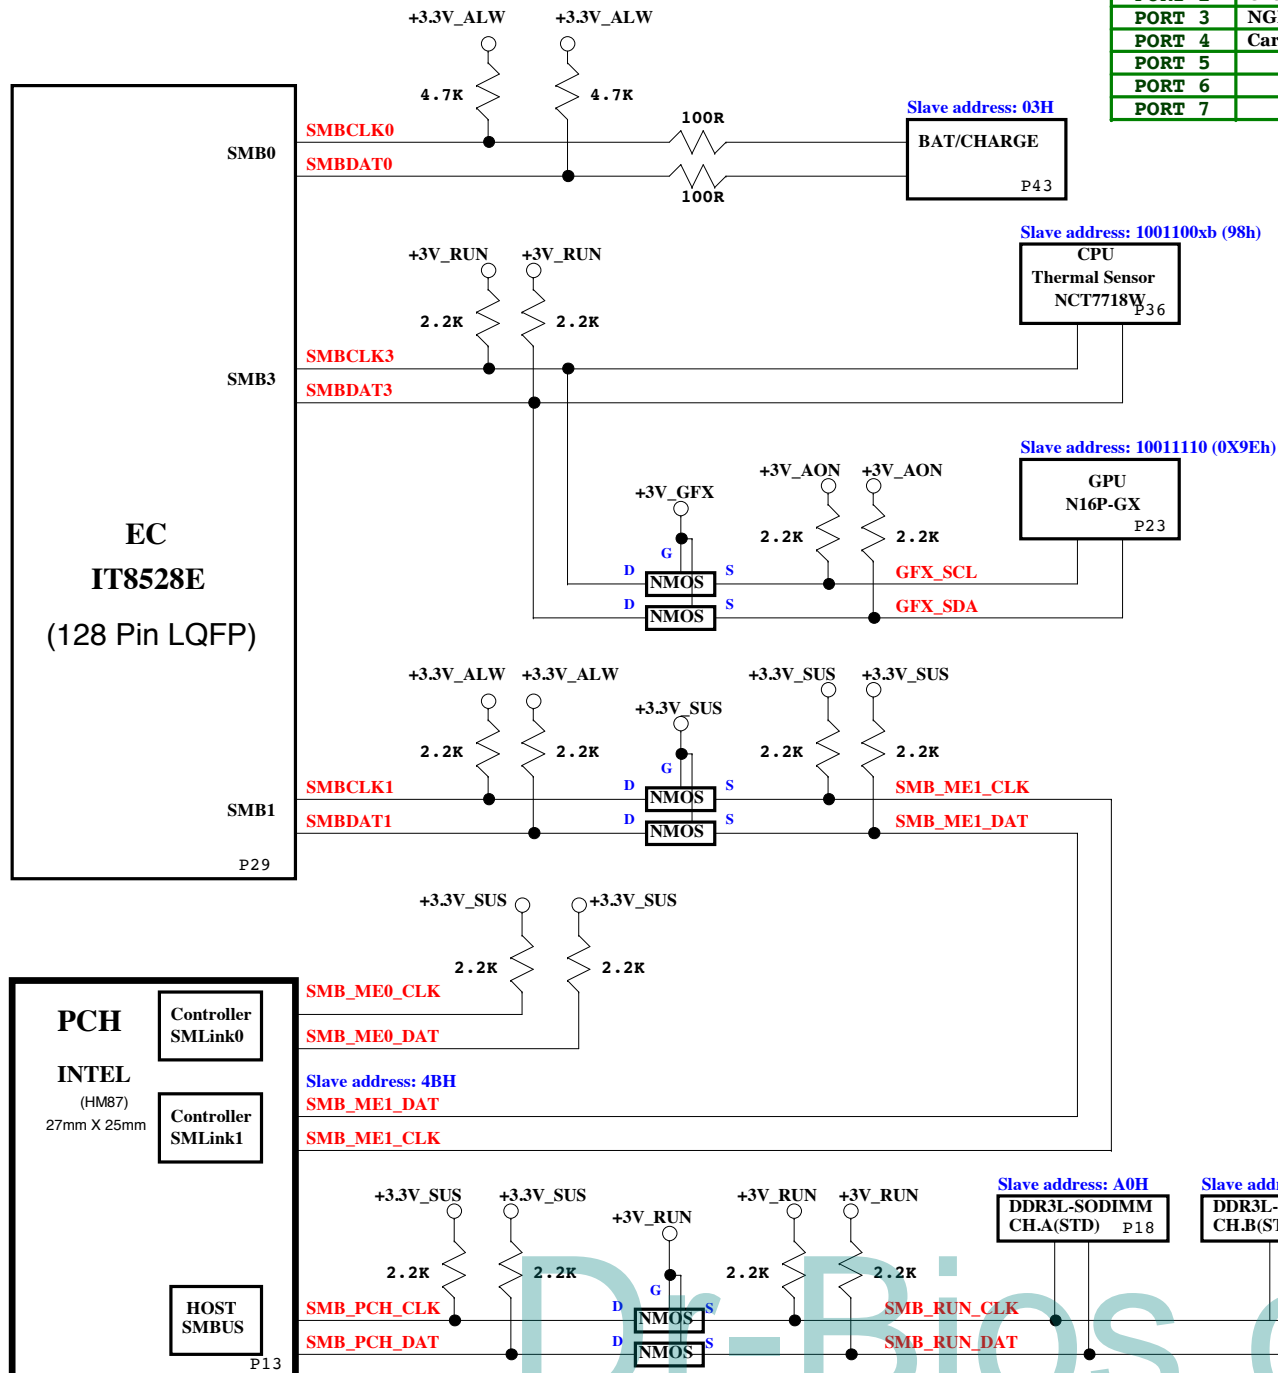 +3.3V_ALW +3.3V_ALW
4.7K 4.7K
PORT 3 NG
PORT 4 Car
PORT 5
PORT 6
PORT 7
Slave address: 03H
SMB0
SMBCLK0
SMBDAT0
100R
100R
BAT/CHARGE
P43
Slave address: 1001100xb (98h)
+3V_RUN +3V_RUN
2.2K 2.2K
CPU
Thermal Sensor
NCT7718W
P36
SMB3
SMBCLK3
SMBDAT3
Slave address: 10011110 (0X9Eh)
+3V_GFX
+3V_AON +3V_AON
2.2K 2.2K
GPU
N16P-GX
P23
EC
IT8528E
(128 Pin LQFP)
G
D NMOS S
D NMOS S
GFX_SCL
GFX_SDA
+3.3V_ALW +3.3V_ALW
2.2K 2.2K
+3.3V_SUS
+3.3V_SUS +3.3V_SUS
2.2K 2.2K
G
SMB1
SMBCLK1
SMBDAT1
D NMOS S
D NMOS S
SMB_ME1_CLK
SMB_ME1_DAT
P29
+3.3V_SUS +3.3V_SUS
2.2K 2.2K
PCH
INTEL
(HM87)
27mm X 25mm
Controller
SMLink0
SMB_ME0_CLK
SMB_ME0_DAT
Slave address: 4BH
Controller
SMLink1
SMB_ME1_DAT
SMB_ME1_CLK
+3.3V_SUS +3.3V_SUS
2.2K 2.2K
+3V_RUN
+3V_RUN +3V_RUN
2.2K 2.2K
Slave address: A0H
DDR3L-SODIMM
CH.A(STD) P18
Slave add
DDR3L-
CH.B(ST
HOST
SMBUS
P13
SMB_PCH_CLK
SMB_PCH_DAT
G
D NMOS S
D NMOS S
SMB_RUN_CLK
SMB_RUN_DAT
Dr-Bios.